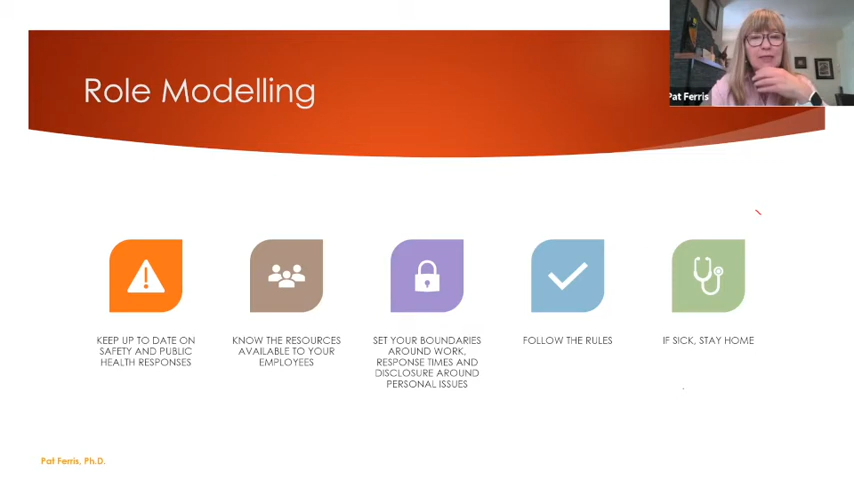 Role Modelling
Pat Ferris
KEEP UP TO DATE ON
SAFETY AND PUBLIC
HEALTH RESPONSES
KNOW THE RESOURCES
AVAILABLE TO YOUR
EMPLOYEES
SET YOUR BOUNDARIES
AROUND WORK,
RESPONSE TIMES AND
DISCLOSURE AROUND
PERSONAL ISSUES
FOLLOW THE RULES
IF SICK, STAY HOME
Pat Ferris, Ph.D.